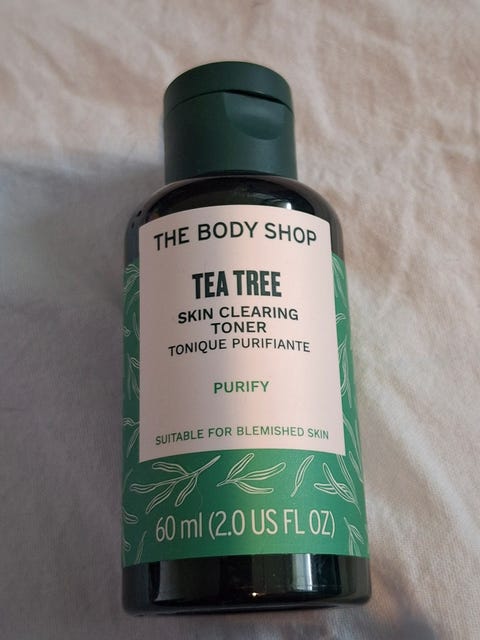 THE BODY SHOP
TEA TREE
SKIN CLEARING
TONER
TONIQUE PURIFIANTE
PURIFY
SUITABLE FOR BLEMISHED SKIN
60 ml (2.0 US FL OZ)